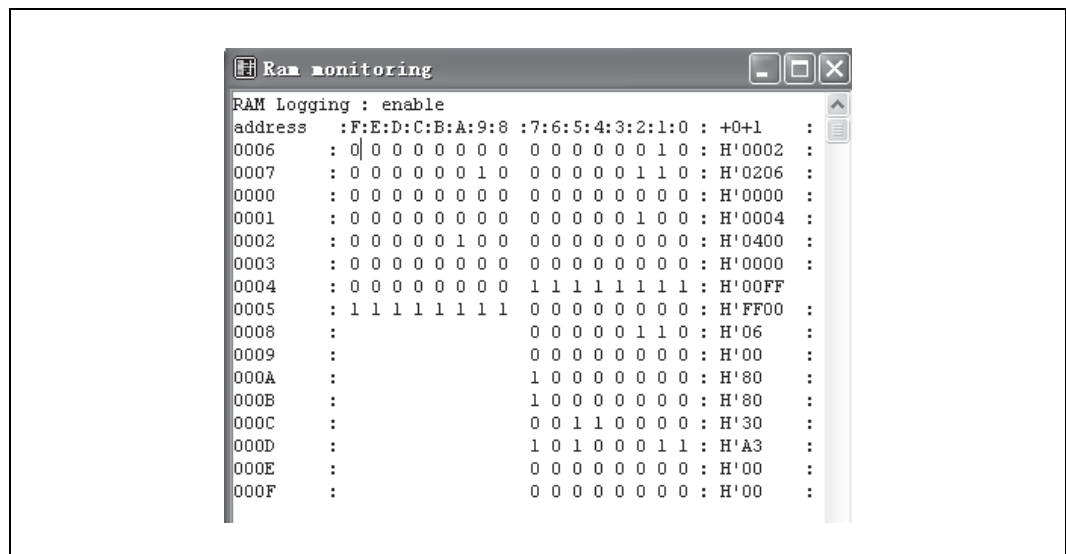 Ram monitoring
RAM Logging : enable
address :F:E:D:C:B:A:9:8 :7:6:5:4:3:2:1:0 : +0+1 :
0006 : 0 0 0 0 0 0 0 0 0 0 0 0 0 0 1 0 : H'0002 :
0007 : 0 0 0 0 0 0 1 0 0 0 0 0 0 1 1 0 : H'0206 :
0000 : 0 0 0 0 0 0 0 0 0 0 0 0 0 0 0 0 : H'0000 :
0001 : 0 0 0 0 0 0 0 0 0 0 0 0 0 1 0 0 : H'0004 :
0002 : 0 0 0 0 0 1 0 0 0 0 0 0 0 0 0 0 : H'0400 :
0003 : 0 0 0 0 0 0 0 0 0 0 0 0 0 0 0 0 : H'0000 :
0004 : 0 0 0 0 0 0 0 0 1 1 1 1 1 1 1 1 : H'00FF
0005 : 1 1 1 1 1 1 1 1 0 0 0 0 0 0 0 0 : H'FF00 :
0008 : 0 0 0 0 0 1 1 0 : H'06 :
0009 : 0 0 0 0 0 0 0 0 : H'00 :
000A : 1 0 0 0 0 0 0 0 : H'80 :
000B : 1 0 0 0 0 0 0 0 : H'80 :
000C : 0 0 1 1 0 0 0 0 : H'30 :
000D : 1 0 1 0 0 0 1 1 : H'A3 :
000E : 0 0 0 0 0 0 0 0 : H'00 :
000F : 0 0 0 0 0 0 0 0 : H'00 :